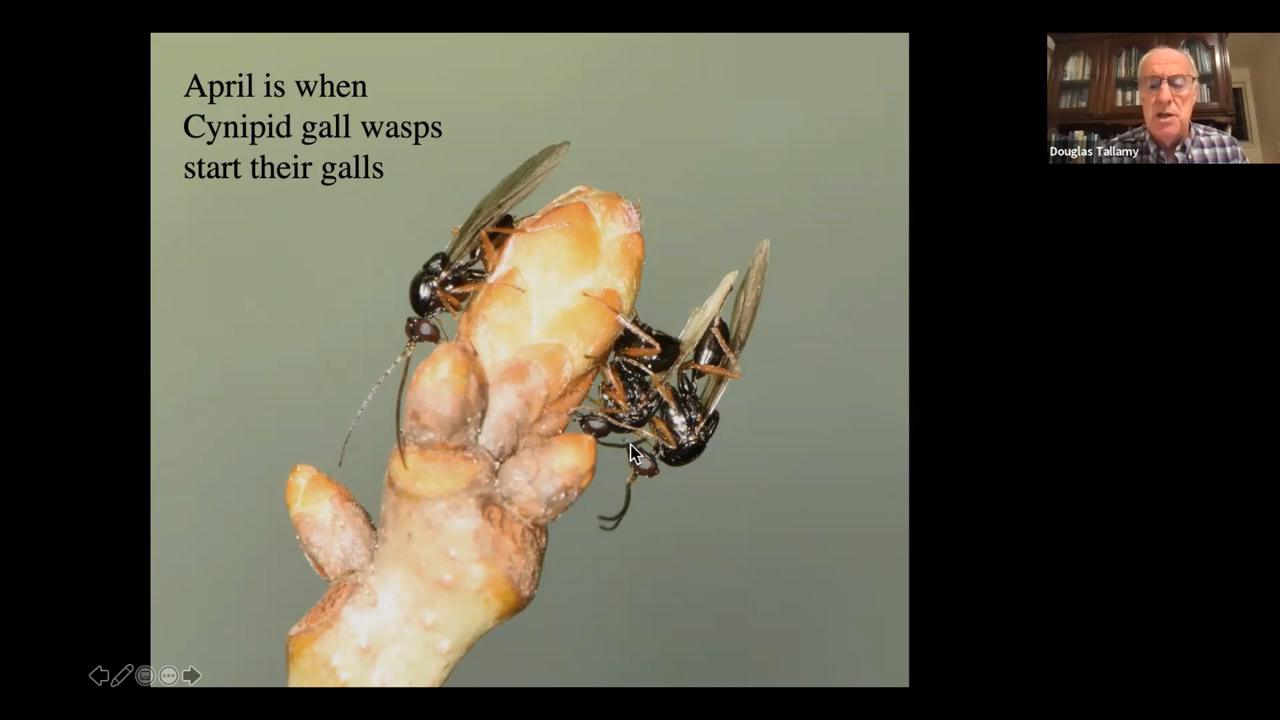 April is when
Cynipid gall wasps
start their galls
Douglas Tallamy